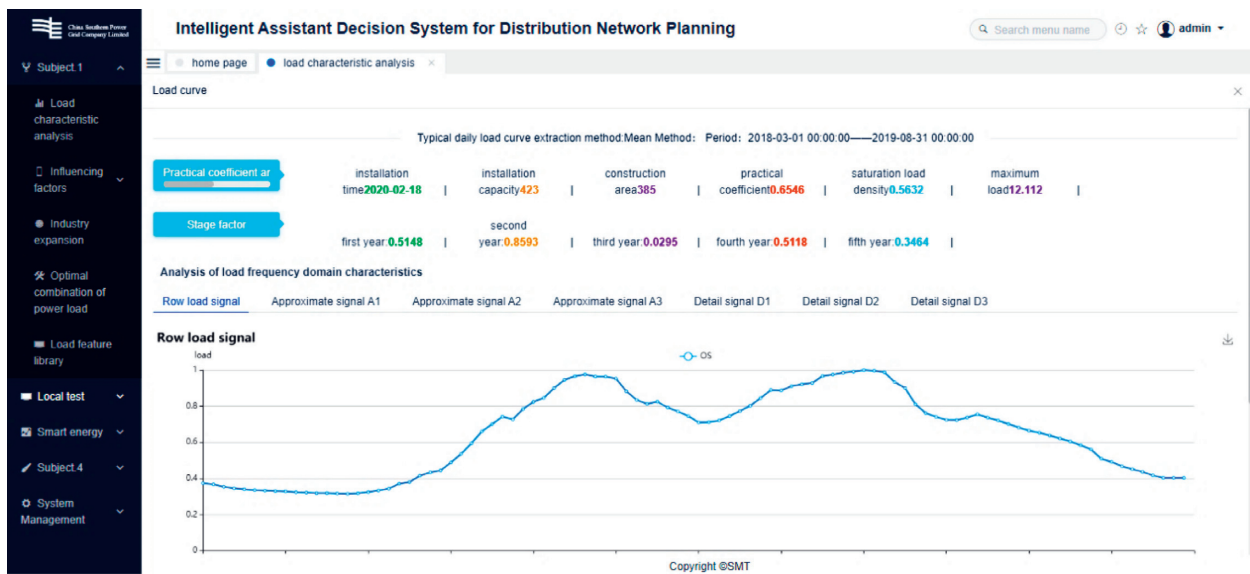 China Southern Power
Grid Company Limited
Intelligent Assistant Decision System for Distribution Network Planning
Search menu name
admin
Subject.1
home page
load characteristic analysis
Load curve
Load
characteristic
analysis
Influencing
factors
Industry
expansion
Optimal
combination of
power load
Load feature
library
Local test
Smart energy
Subject.4
System
Management
Typical daily load curve extraction method:Mean Method: Period: 2018-03-01 00:00:00——2019-08-31 00:00:00
Practical coefficient ar
installation
time2020-02-18 |
installation
capacity423 |
construction
area385 |
practical
coefficient0.6546 |
saturation load
density0.5632 |
maximum
load12.112 |
Stage factor
first year:0.5148 |
second
year:0.8593 |
third year:0.0295 |
fourth year:0.5118 |
fifth year:0.3464 |
Analysis of load frequency domain characteristics
Row load signal Approximate signal A1 Approximate signal A2 Approximate signal A3 Detail signal D1 Detail signal D2 Detail signal D3
Row load signal
load
OS
1
0.8
0.6
0.4
0.2
0
Copyright ©SMT